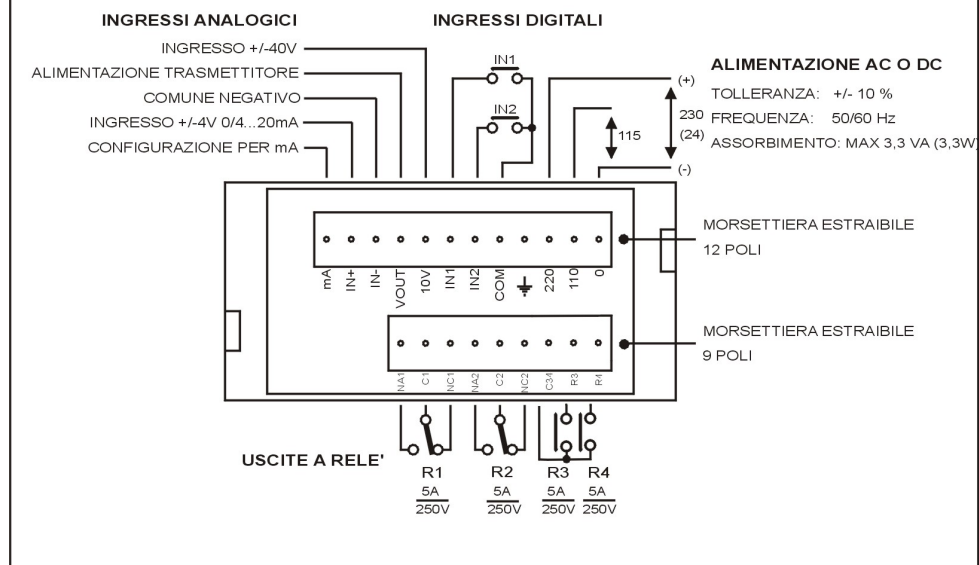 INGRESSI ANALOGICI
INGRESSI DIGITALI
INGRESSO +/-40V
ALIMENTAZIONE TRASMETTITORE
COMUNE NEGATIVO
INGRESSO +/-4V 0/4...20mA
CONFIGURAZIONE PER mA
IN1
IN2
(+)
230
(24)
115
(-)
ALIMENTAZIONE AC O DC
TOLLERANZA: +/- 10 %
FREQUENZA: 50/60 Hz
ASSORBIMENTO: MAX 3,3 VA (3,3W
MORSETTIERA ESTRAIBILE
12 POLI
mA IN+ IN- VOUT 10V IN1 IN2 COM 220 110 0
MORSETTIERA ESTRAIBILE
9 POLI
NA1 C1 NC1 NA2 C2 NC2 C34 R3 R4
USCITE A RELE'
R1 R2 R3 R4
5A 5A 5A 5A
250V 250V 250V 250V